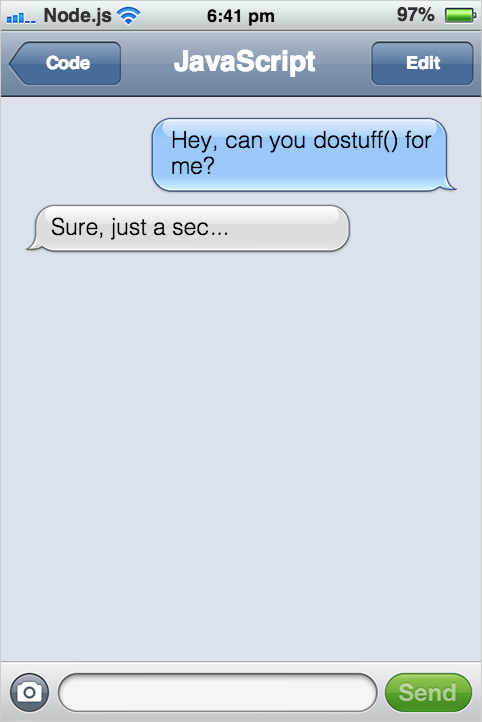 Node.js 6:41 pm 97%
Code JavaScript Edit
Hey, can you dostuff() for
me?
Sure, just a sec...
Send